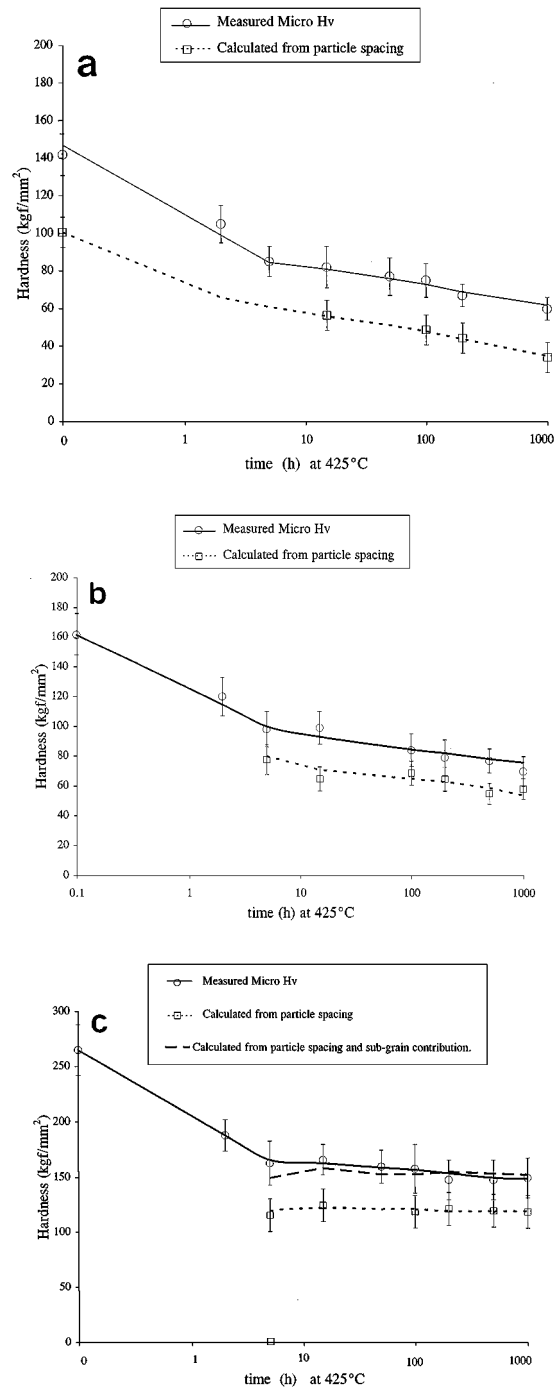 Measured Micro Hv
Calculated from particle spacing
a
200
180
160
140
120
100
80
60
40
20
0
Hardness (kgf/mm²)
0 1 10 100 1000
time (h) at 425°C
Measured Micro Hv
Calculated from particle spacing
b
200
180
160
140
120
100
80
60
40
20
0
Hardness (kgf/mm²)
0.1 1 10 100 1000
time (h) at 425°C
Measured Micro Hv
Calculated from particle spacing
Calculated from particle spacing and sub-grain contribution.
c
300
250
200
150
100
50
0
Hardness (kgf/mm²)
0 1 10 100 1000
time (h) at 425°C